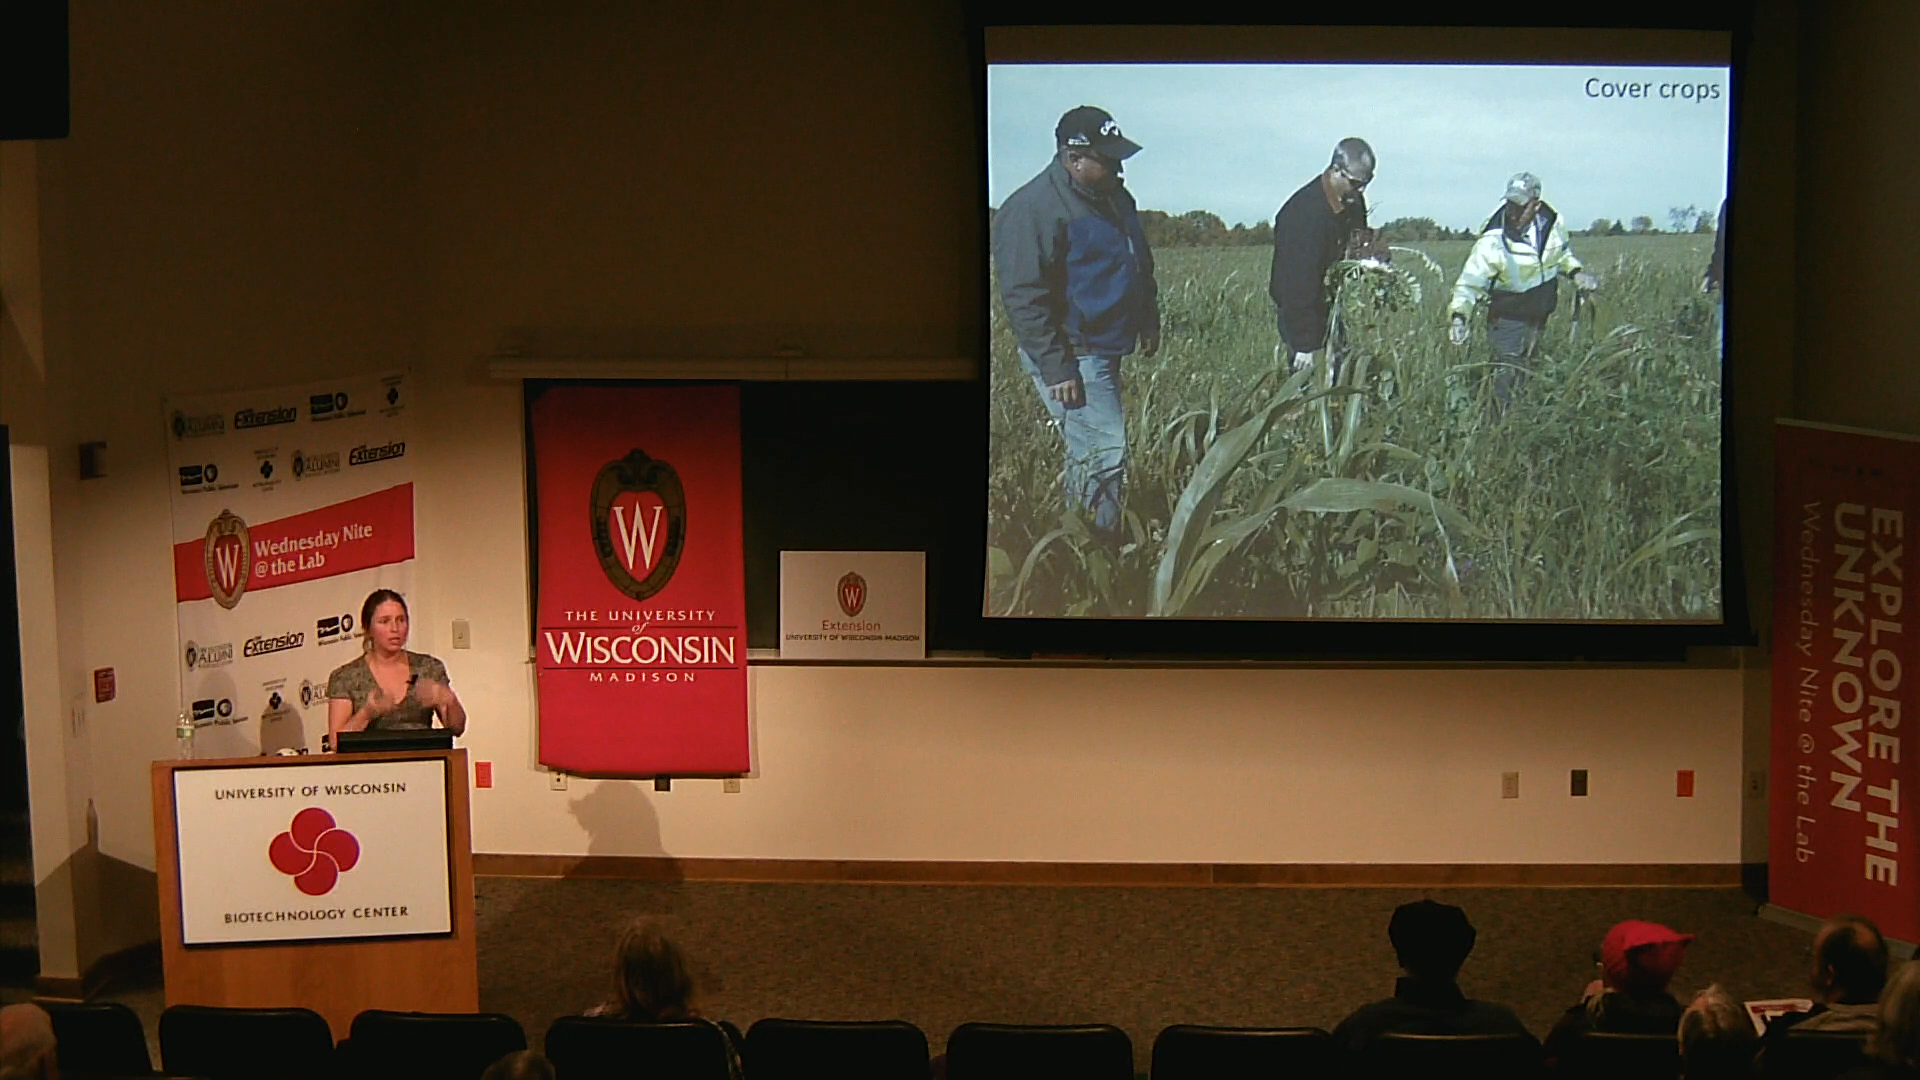 Cover crops
Extension
Extension
Wednesday Nite
@ the Lab
W
ALUMNI
Extension
W
THE UNIVERSITY
of
WISCONSIN
MADISON
W
Extension
UNIVERSITY OF WISCONSIN-MADISON
UNIVERSITY OF WISCONSIN
BIOTECHNOLOGY CENTER
EXPLORE THE
UNKNOWN
Wednesday Nite @ the Lab